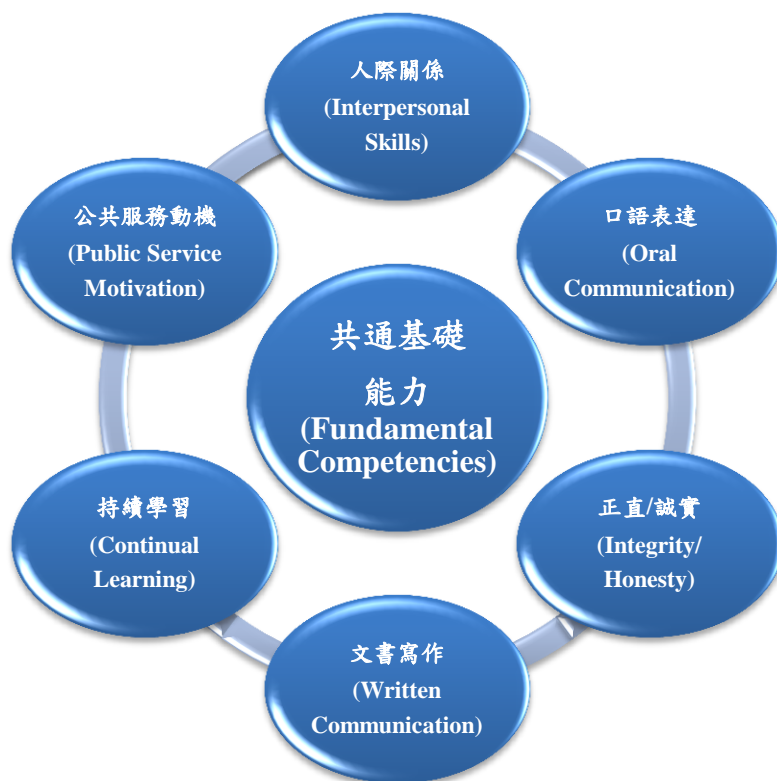 人際關係
(Interpersonal
Skills)
口語表達
(Oral
Communication)
正直/誠實
(Integrity/
Honesty)
文書寫作
(Written
Communication)
持續學習
(Continual
Learning)
公共服務動機
(Public Service
Motivation)
共通基礎
能力
(Fundamental
Competencies)